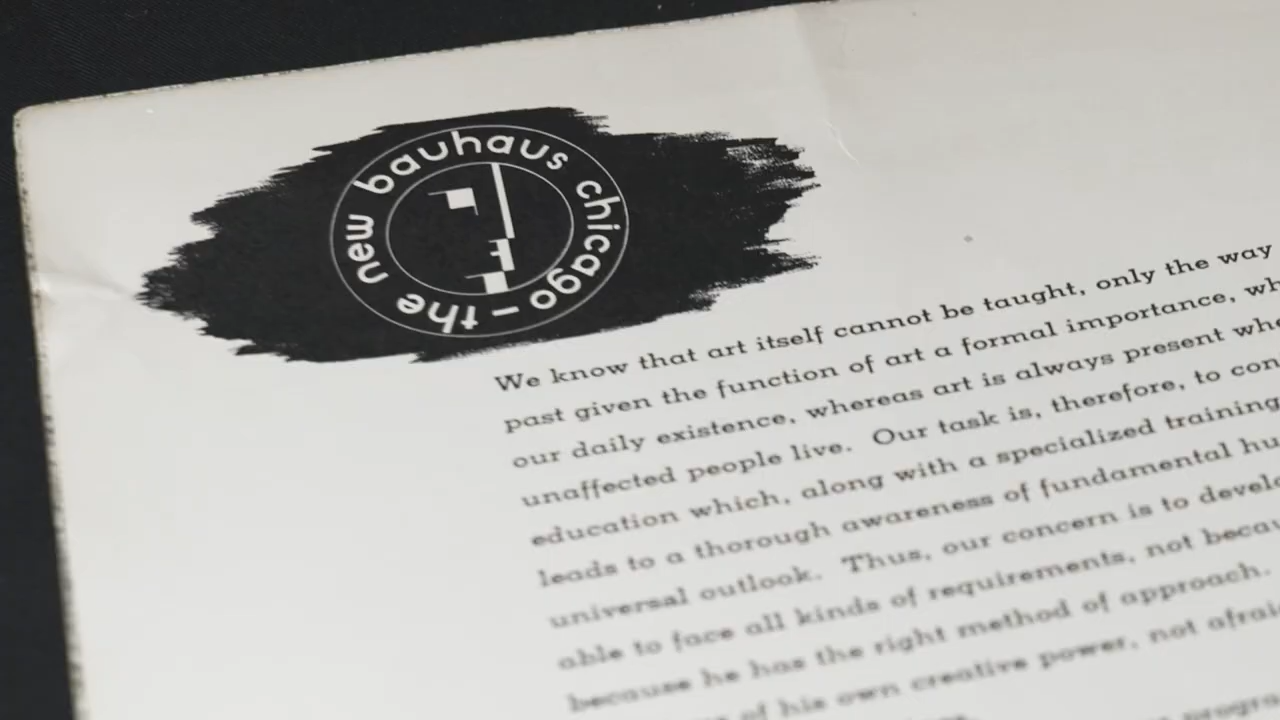 the new bauhaus chicago –
We know that art itself cannot be taught, only the way
past given the function of art a formal importance, wh
our daily existence, whereas art is always present whe
unaffected people live. Our task is, therefore, to con
education which, along with a specialized training
leads to a thorough awareness of fundamental hu
universal outlook. Thus, our concern is to develo
able to face all kinds of requirements, not becau
because he has the right method of approach.
of his own creative power, not afrai
progra